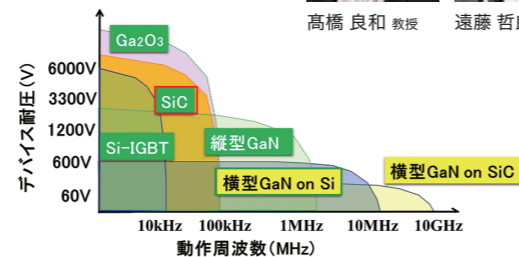 髙橋 良和 教授
遠藤 哲
Ga2O3
6000V
SiC
3300V
1200V
Si-IGBT
縦型GaN
600V
横型GaN on Si
横型GaN on SiC
60V
デバイス耐圧(V)
10kHz
100kHz
1MHz
10MHz
10GHz
動作周波数(MHz)